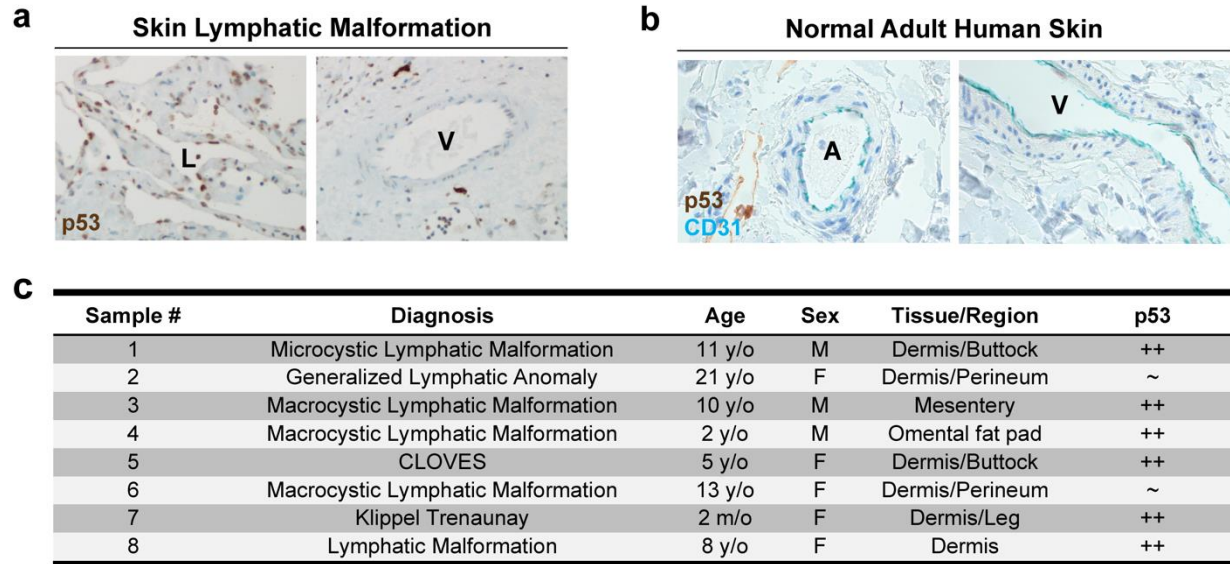 a
Skin Lymphatic Malformation
L
V
p53
b
Normal Adult Human Skin
A
V
p53
CD31
c
Sample # Diagnosis Age Sex Tissue/Region p53
1 Microcystic Lymphatic Malformation 11 y/o M Dermis/Buttock ++
2 Generalized Lymphatic Anomaly 21 y/o F Dermis/Perineum ~
3 Macrocystic Lymphatic Malformation 10 y/o M Mesentery ++
4 Macrocystic Lymphatic Malformation 2 y/o M Omental fat pad ++
5 CLOVES 5 y/o F Dermis/Buttock ++
6 Macrocystic Lymphatic Malformation 13 y/o F Dermis/Perineum ~
7 Klippel Trenaunay 2 m/o F Dermis/Leg ++
8 Lymphatic Malformation 8 y/o F Dermis ++